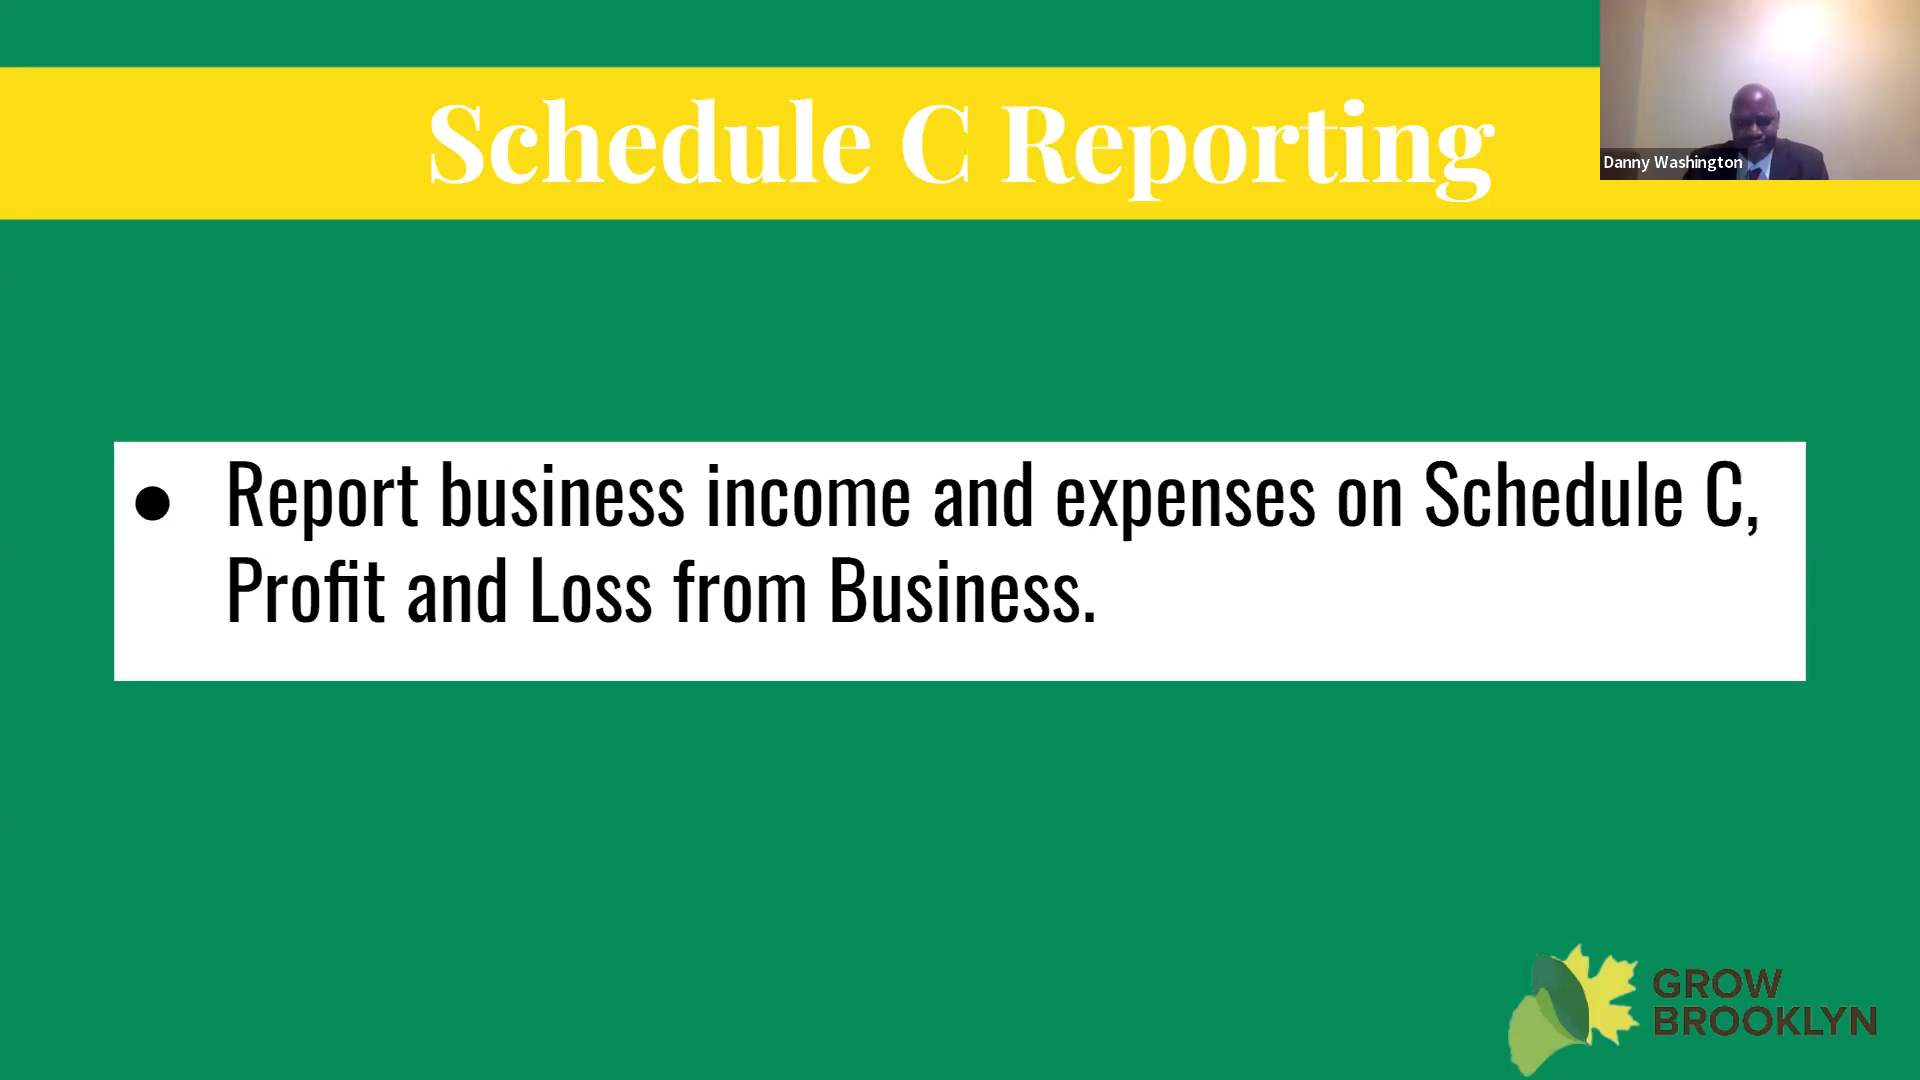 Schedule C Reporting
Danny Washington
● Report business income and expenses on Schedule C,
Profit and Loss from Business.
GROW
BROOKLYN